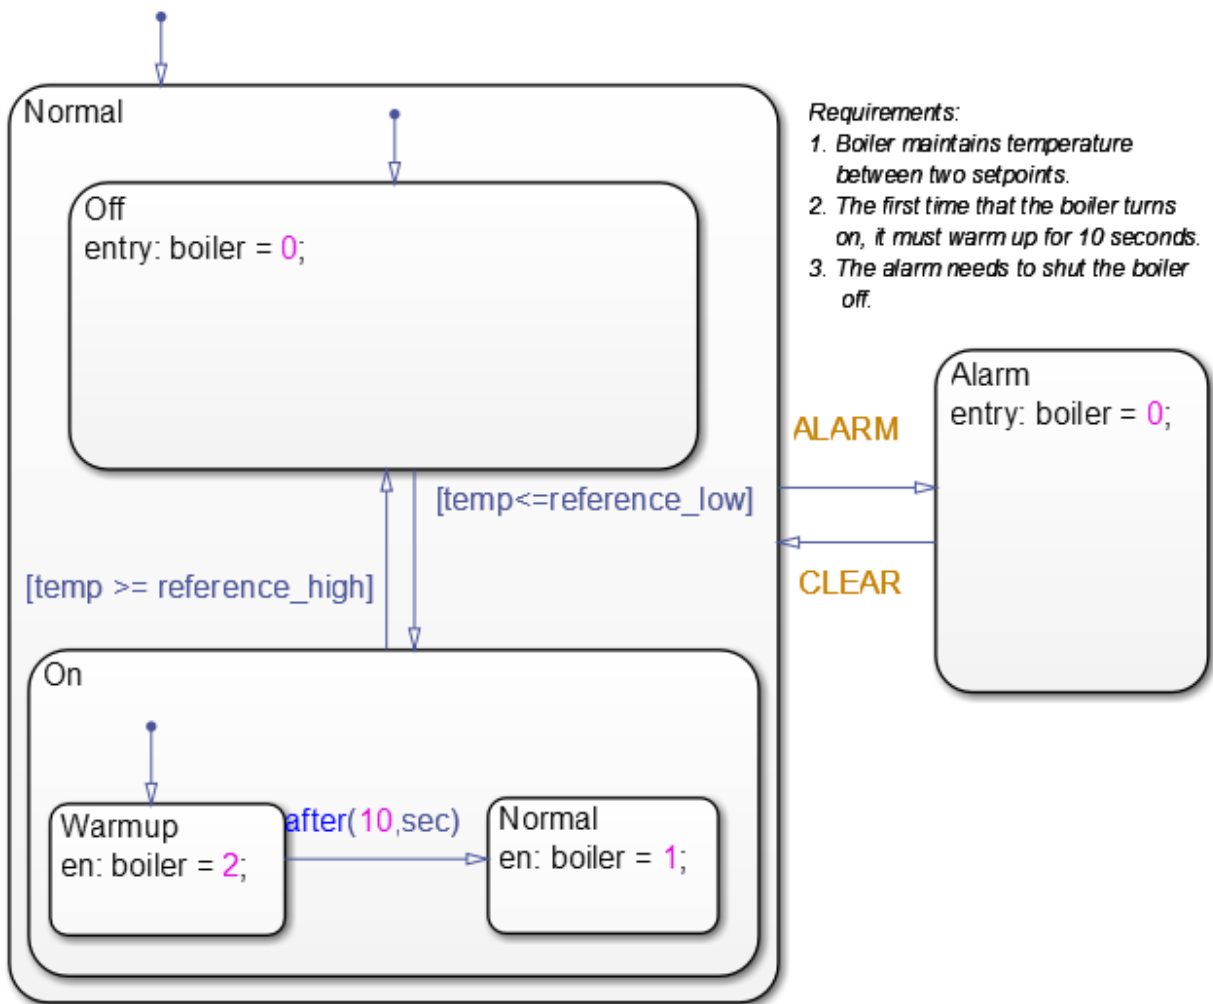 Normal
Requirements:
1. Boiler maintains temperature
between two setpoints.
2. The first time that the boiler turns
on, it must warm up for 10 seconds.
3. The alarm needs to shut the boiler
off.
Off
entry: boiler = 0;
Alarm
entry: boiler = 0;
ALARM
[temp<=reference_low]
[temp >= reference_high]
CLEAR
On
Warmup
en: boiler = 2;
after(10,sec)
Normal
en: boiler = 1;